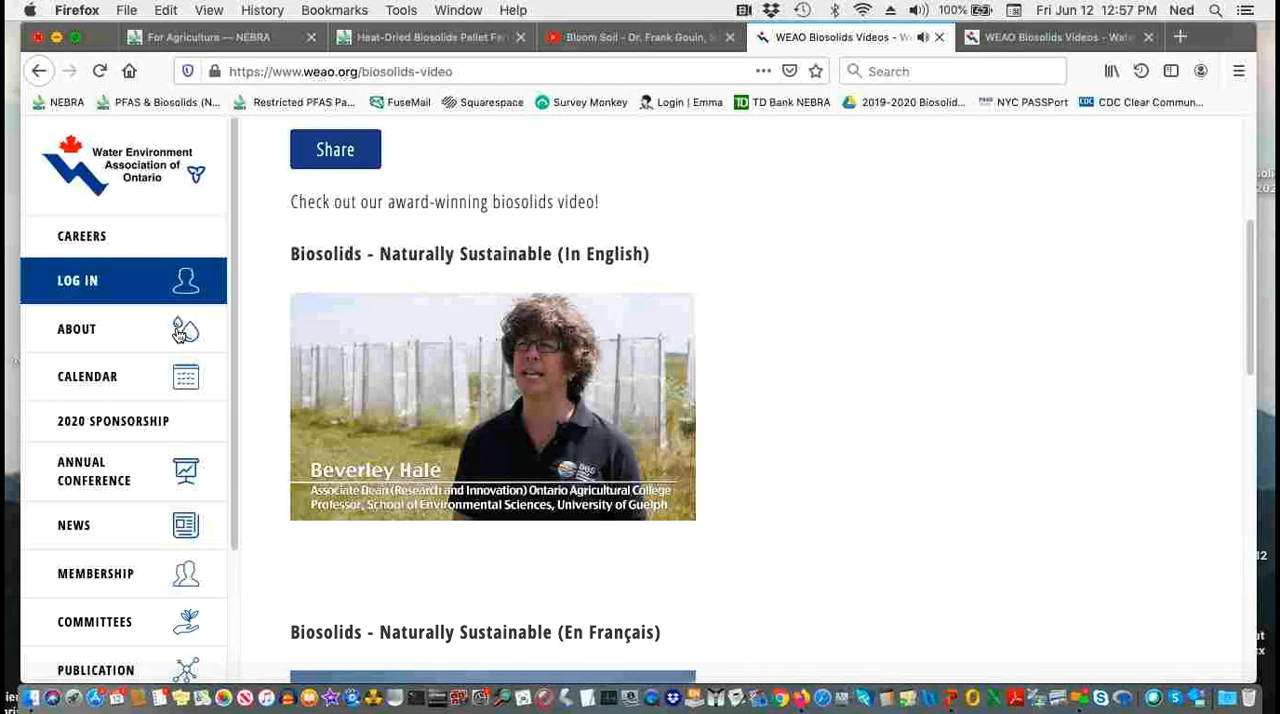 Firefox File Edit View History Bookmarks Tools Window Help 100% Fri Jun 12 12:57 PM Ned
For Agriculture — NEBRA
Heat-Dried Biosolids Pellet Fer
Bloom Soil - Dr. Frank Gouin,
WEAO Biosolids Videos - W
WEAO Biosolids Videos - Wate
https://www.weao.org/biosolids-video
Search
NEBRA PFAS & Biosolids (N... Restricted PFAS Pa... FuseMail Squarespace Survey Monkey Login | Emma TD Bank NEBRA 2019-2020 Biosolid... NYC PASSPort CDC Clear Commun...
Water Environment
Association of
Ontario
CAREERS
LOG IN
ABOUT
CALENDAR
2020 SPONSORSHIP
ANNUAL
CONFERENCE
NEWS
MEMBERSHIP
COMMITTEES
PUBLICATION
Share
Check out our award-winning biosolids video!
Biosolids - Naturally Sustainable (In English)
Beverley Hale
Associate Dean (Research and Innovation) Ontario Agricultural College
Professor, School of Environmental Sciences, University of Guelph
Biosolids - Naturally Sustainable (En Français)